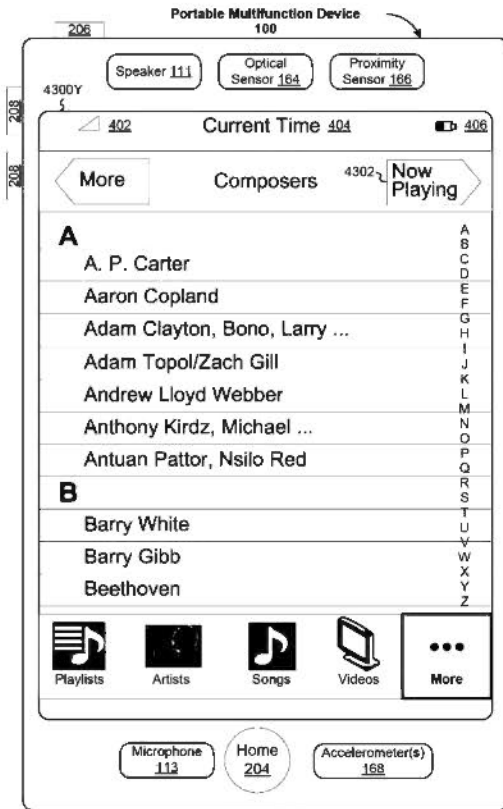 Portable Multifunction Device
100
206
Speaker 111
Optical
Sensor 164
Proximity
Sensor 166
208
4300Y
402
Current Time 404
406
208
More
Composers
4302
Now
Playing
A
A. P. Carter
Aaron Copland
Adam Clayton, Bono, Larry ...
Adam Topol/Zach Gill
Andrew Lloyd Webber
Anthony Kirdz, Michael ...
Antuan Pattor, Nsilo Red
B
Barry White
Barry Gibb
Beethoven
A
B
C
D
E
F
G
H
I
J
K
L
M
N
O
P
Q
R
S
T
U
V
W
X
Y
Z
Playlists
Artists
Songs
Videos
More
Microphone
113
Home
204
Accelerometer(s)
168